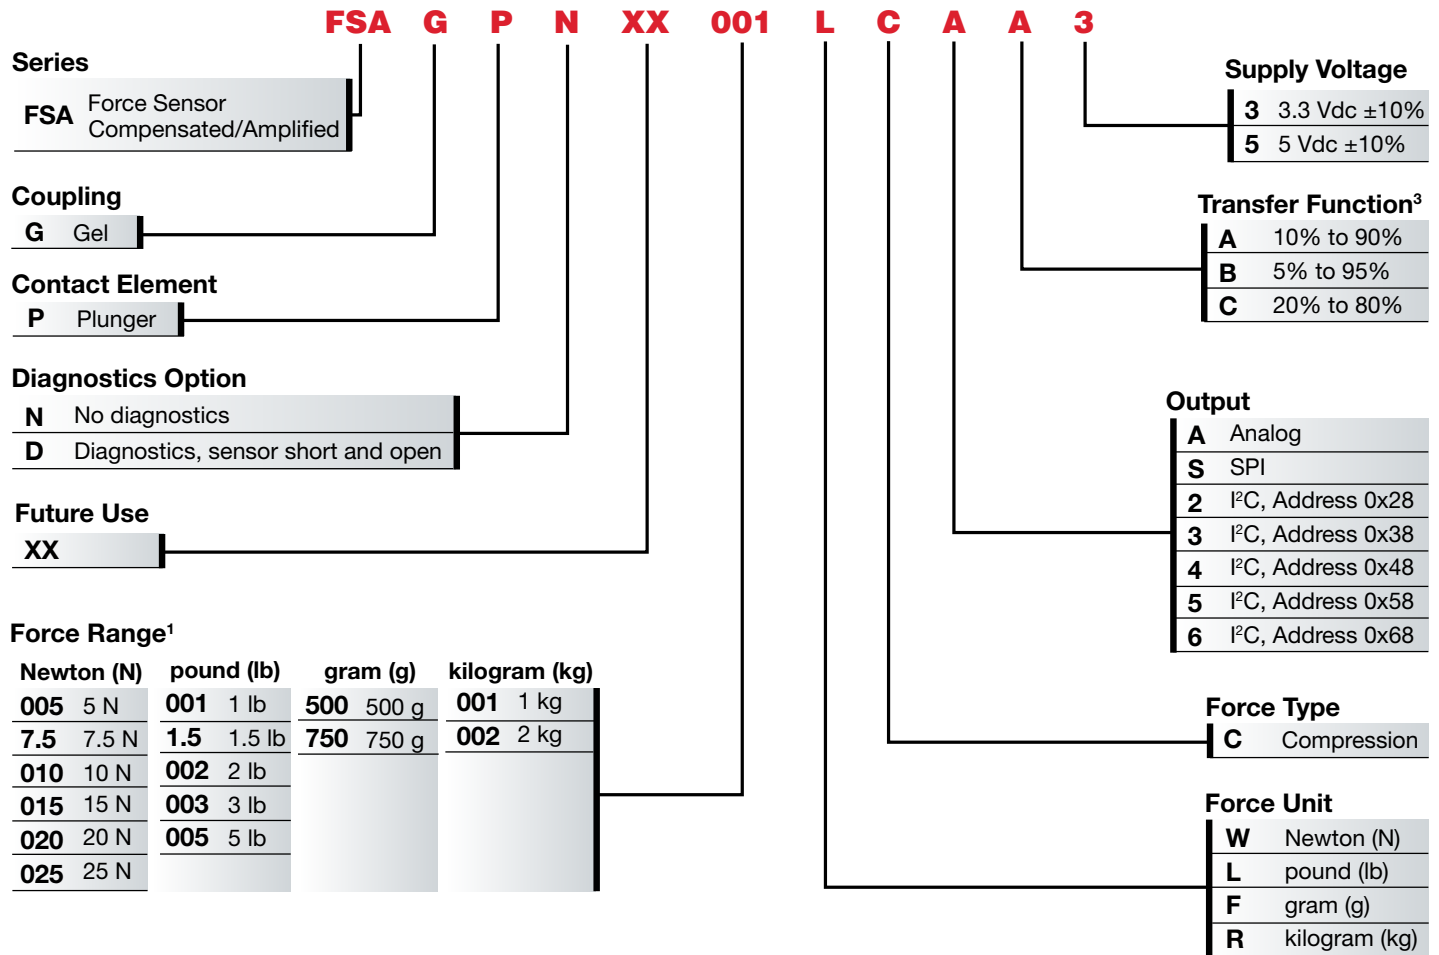 FSA G P N XX 001 L C A A 3
Series
FSA Force Sensor
Compensated/Amplified
Coupling
G Gel
Contact Element
P Plunger
Diagnostics Option
N No diagnostics
D Diagnostics, sensor short and open
Future Use
XX
Force Range¹
Newton (N) pound (lb) gram (g) kilogram (kg)
005 5 N 001 1 lb 500 500 g 001 1 kg
7.5 7.5 N 1.5 1.5 lb 750 750 g 002 2 kg
010 10 N 002 2 lb
015 15 N 003 3 lb
020 20 N 005 5 lb
025 25 N
Supply Voltage
3 3.3 Vdc ±10%
5 5 Vdc ±10%
Transfer Function³
A 10% to 90%
B 5% to 95%
C 20% to 80%
Output
A Analog
S SPI
2 I²C, Address 0x28
3 I²C, Address 0x38
4 I²C, Address 0x48
5 I²C, Address 0x58
6 I²C, Address 0x68
Force Type
C Compression
Force Unit
W Newton (N)
L pound (lb)
F gram (g)
R kilogram (kg)